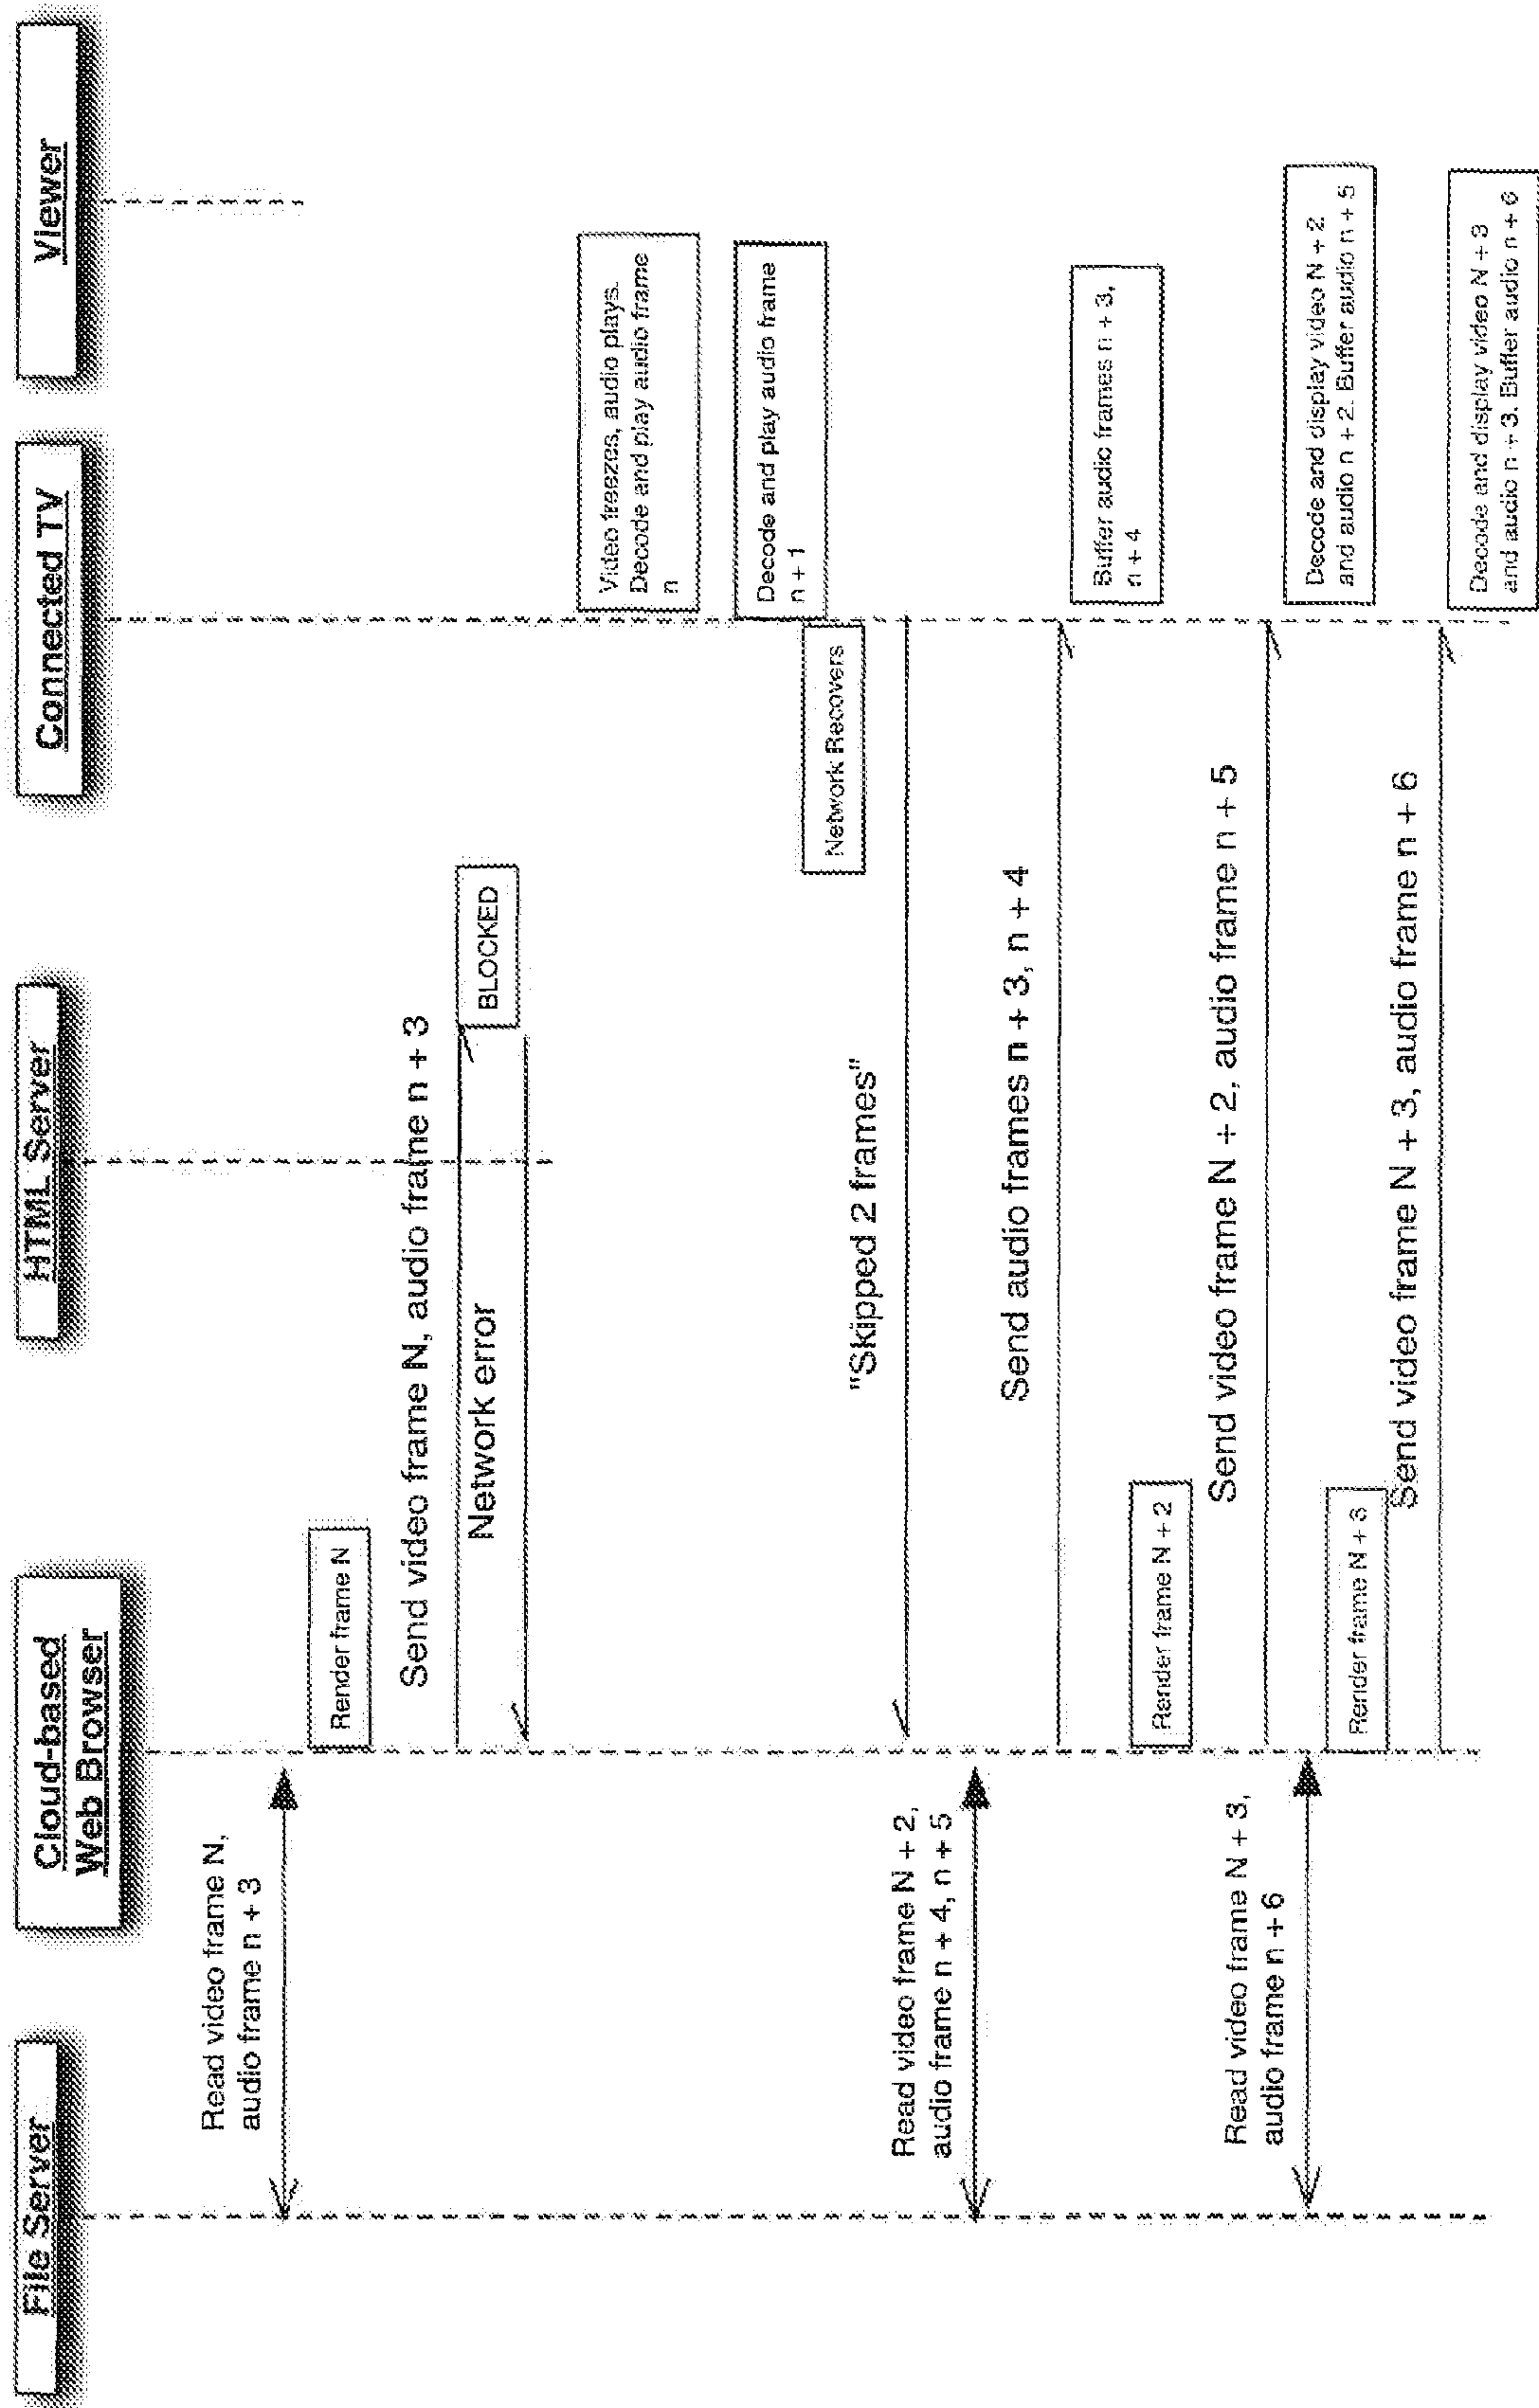 File Server
Cloud-based
Web Browser
HTML Server
Connected TV
Viewer
Read video frame N,
audio frame n + 3
Render frame N
Send video frame N, audio frame n + 3
BLOCKED
Network error
Video freezes, audio plays.
Decode and play audio frame
n
Decode and play audio frame
n + 1
Network Recovers
"Skipped 2 frames"
Read video frame N + 2,
audio frame n + 4, n + 5
Send audio frames n + 3, n + 4
Buffer audio frames n + 3,
n + 4
Render frame N + 2
Send video frame N + 2, audio frame n + 5
Decode and display video N + 2
and audio n + 2. Buffer audio n + 5
Read video frame N + 3,
audio frame n + 6
Render frame N + 3
Send video frame N + 3, audio frame n + 6
Decode and display video N + 3
and audio n + 3. Buffer audio n + 6